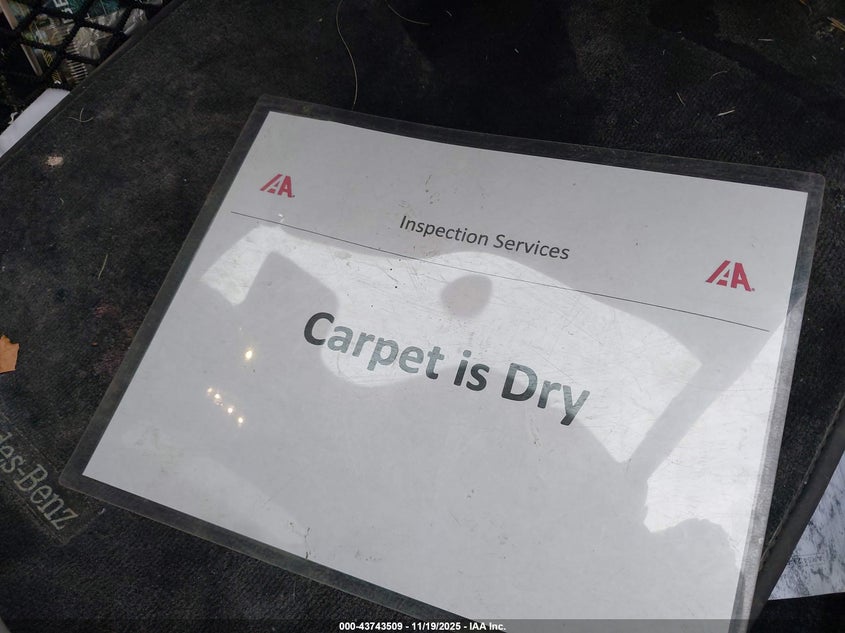 IAA
Inspection Services
IAA
Carpet is Dry
des-Benz
000-43743509 - 11/19/2025 - IAA Inc.